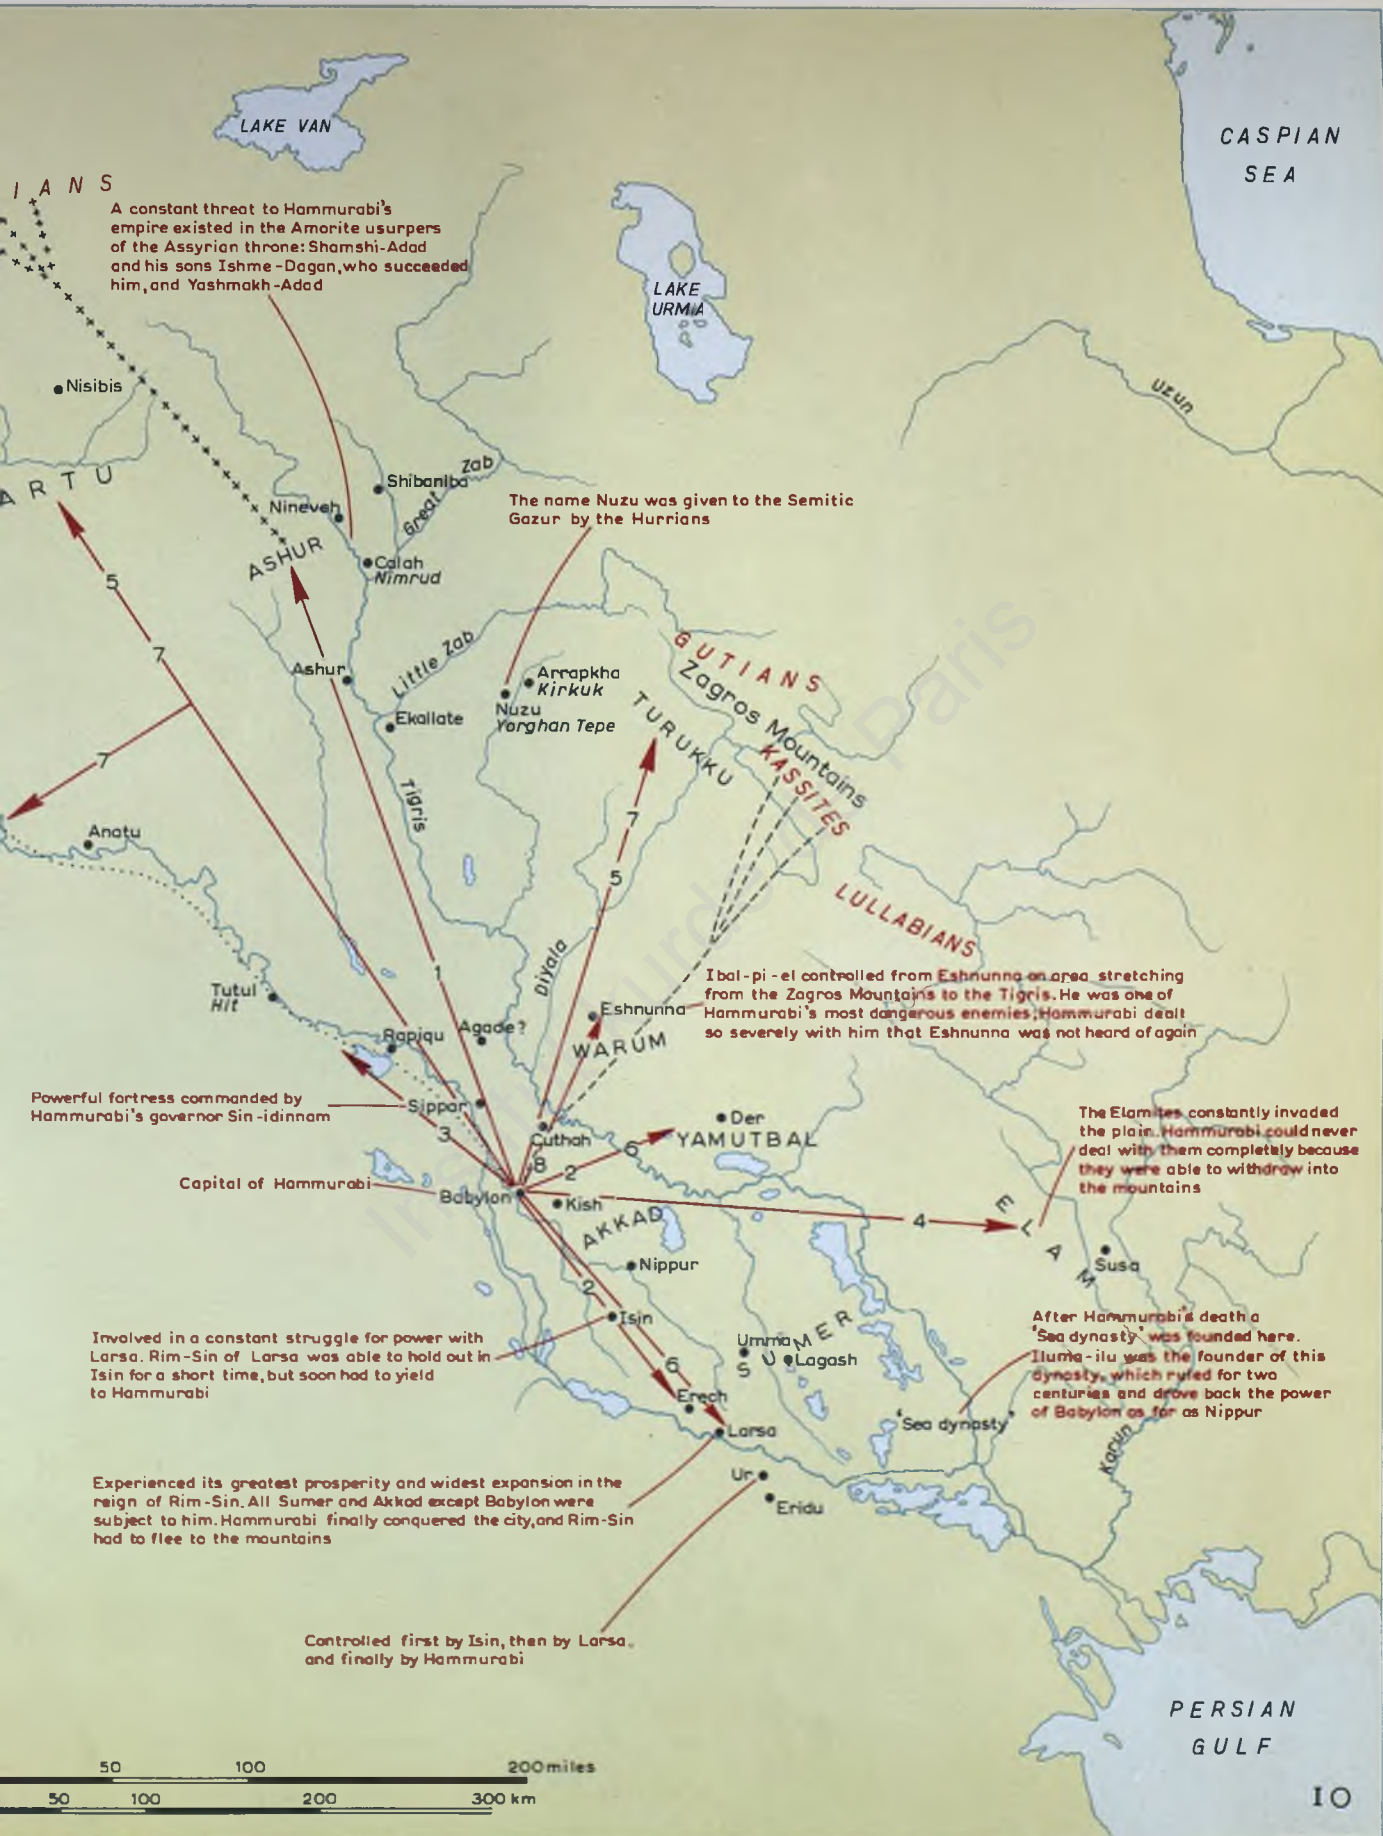 LAKE VAN
CASPIAN
SEA
IANS
A constant threat to Hammurabi's
empire existed in the Amorite usurpers
of the Assyrian throne: Shamshi-Adad
and his sons Ishme-Dagan, who succeeded
him, and Yashmakh-Adad
LAKE
URMIA
Nisibis
Uzun
ARTU
Shibaniba
Great Zab
Nineveh
The name Nuzu was given to the Semitic
Gazur by the Hurrians
ASHUR
Calah
Nimrud
5
7
7
Little Zab
GUTIANS
Zagros Mountains
Ashur
Arrapkha
Kirkuk
Nuzu
Yorghan Tepe
TURUKKU
Ekallate
KASSITES
Tigris
7
5
Anatu
LULLABIANS
1
Diyala
Tutul
Hit
Ibal-pi-el controlled from Eshnunna an area stretching
from the Zagros Mountains to the Tigris. He was one of
Hammurabi's most dangerous enemies; Hammurabi dealt
so severely with him that Eshnunna was not heard of again
Eshnunna
Agade?
Rapiqu
WARUM
Powerful fortress commanded by
Hammurabi's governor Sin-idinnam
Sippar
3
Der
YAMUTBAL
Cuthah
6
8
2
The Elamites constantly invaded
the plain. Hammurabi could never
deal with them completely because
they were able to withdraw into
the mountains
Capital of Hammurabi
Babylon
Kish
AKKAD
4
ELAM
Susa
Nippur
2
Isin
Involved in a constant struggle for power with
Larsa. Rim-Sin of Larsa was able to hold out in
Isin for a short time, but soon had to yield
to Hammurabi
6
Umma
SUMER
Lagash
After Hammurabi's death a
'Sea dynasty' was founded here.
Iluma-ilu was the founder of this
dynasty, which ruled for two
centuries and drove back the power
of Babylon as far as Nippur
Erech
Larsa
'Sea dynasty'
Karun
Experienced its greatest prosperity and widest expansion in the
reign of Rim-Sin. All Sumer and Akkad except Babylon were
subject to him. Hammurabi finally conquered the city, and Rim-Sin
had to flee to the mountains
Ur
Eridu
Controlled first by Isin, then by Larsa,
and finally by Hammurabi
PERSIAN
GULF
50 100 200 miles
50 100 200 300 km
10